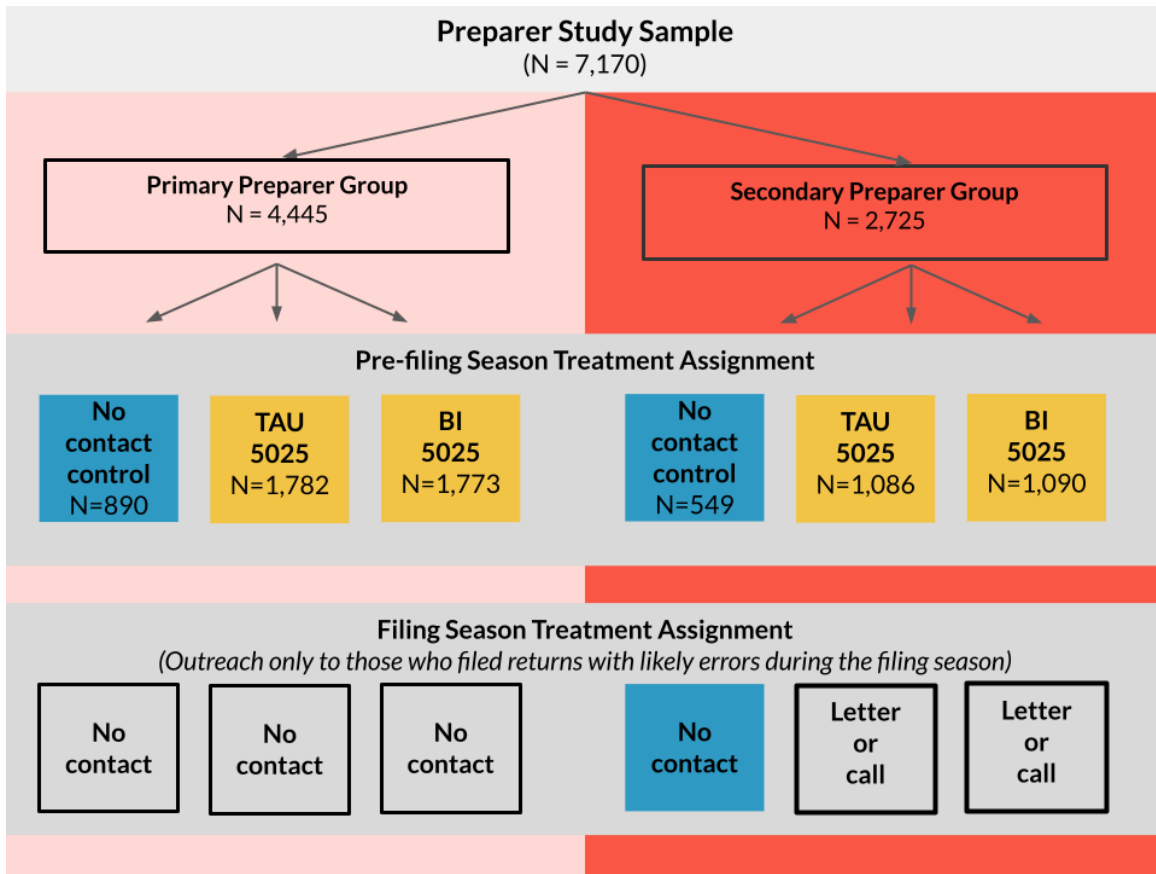 Preparer Study Sample
(N = 7,170)
Primary Preparer Group
N = 4,445
Secondary Preparer Group
N = 2,725
Pre-filing Season Treatment Assignment
No
contact
control
N=890
TAU
5025
N=1,782
BI
5025
N=1,773
No
contact
control
N=549
TAU
5025
N=1,086
BI
5025
N=1,090
Filing Season Treatment Assignment
(Outreach only to those who filed returns with likely errors during the filing season)
No
contact
No
contact
No
contact
No
contact
Letter
or
call
Letter
or
call